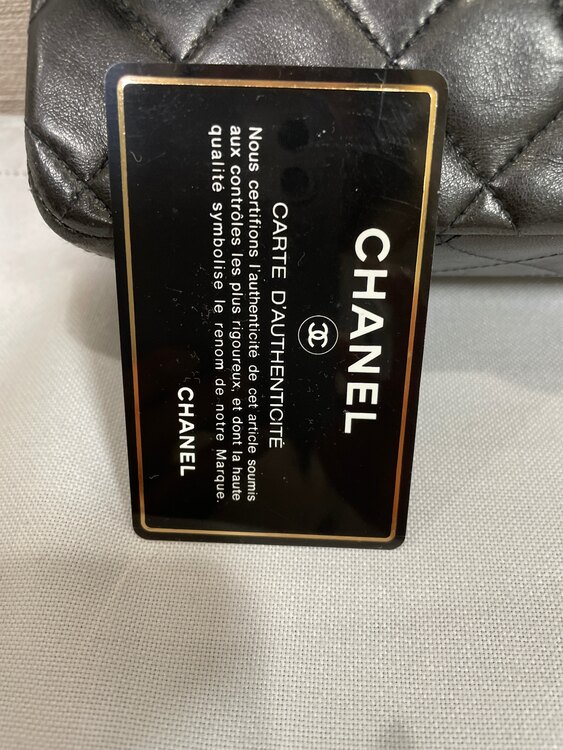 CHANEL
CARTE D'AUTHENTICITÉ
Nous certifions l'authenticité de cet article soumis
aux contrôles les plus rigoureux, et dont la haute
qualité symbolise le renom de notre Marque.
CHANEL